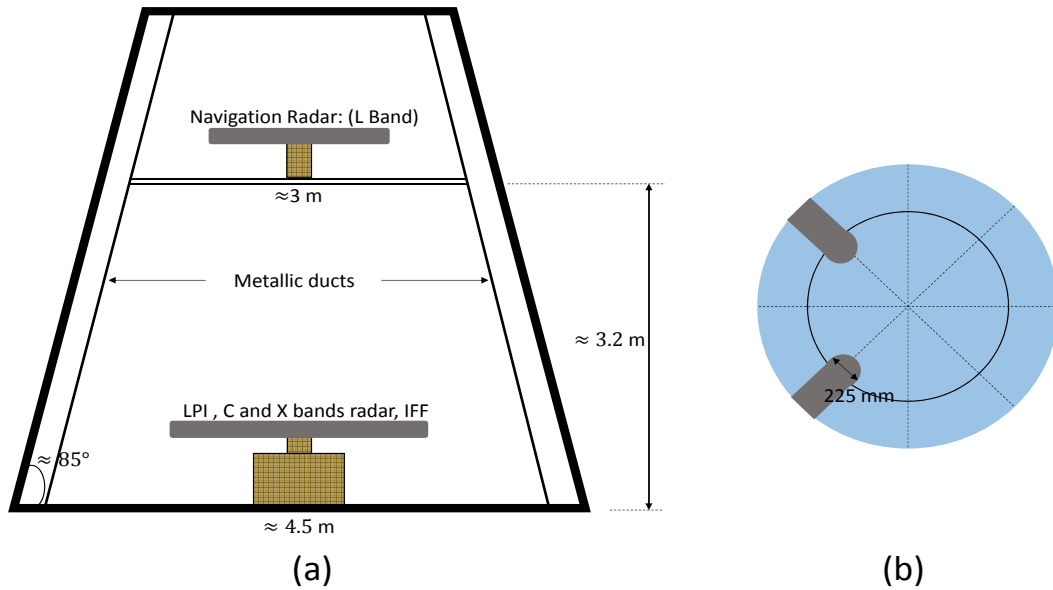 Navigation Radar: (L Band)
≈3 m
Metallic ducts
≈ 3.2 m
LPI , C and X bands radar, IFF
≈ 85°
≈ 4.5 m
(a)
225 mm
(b)